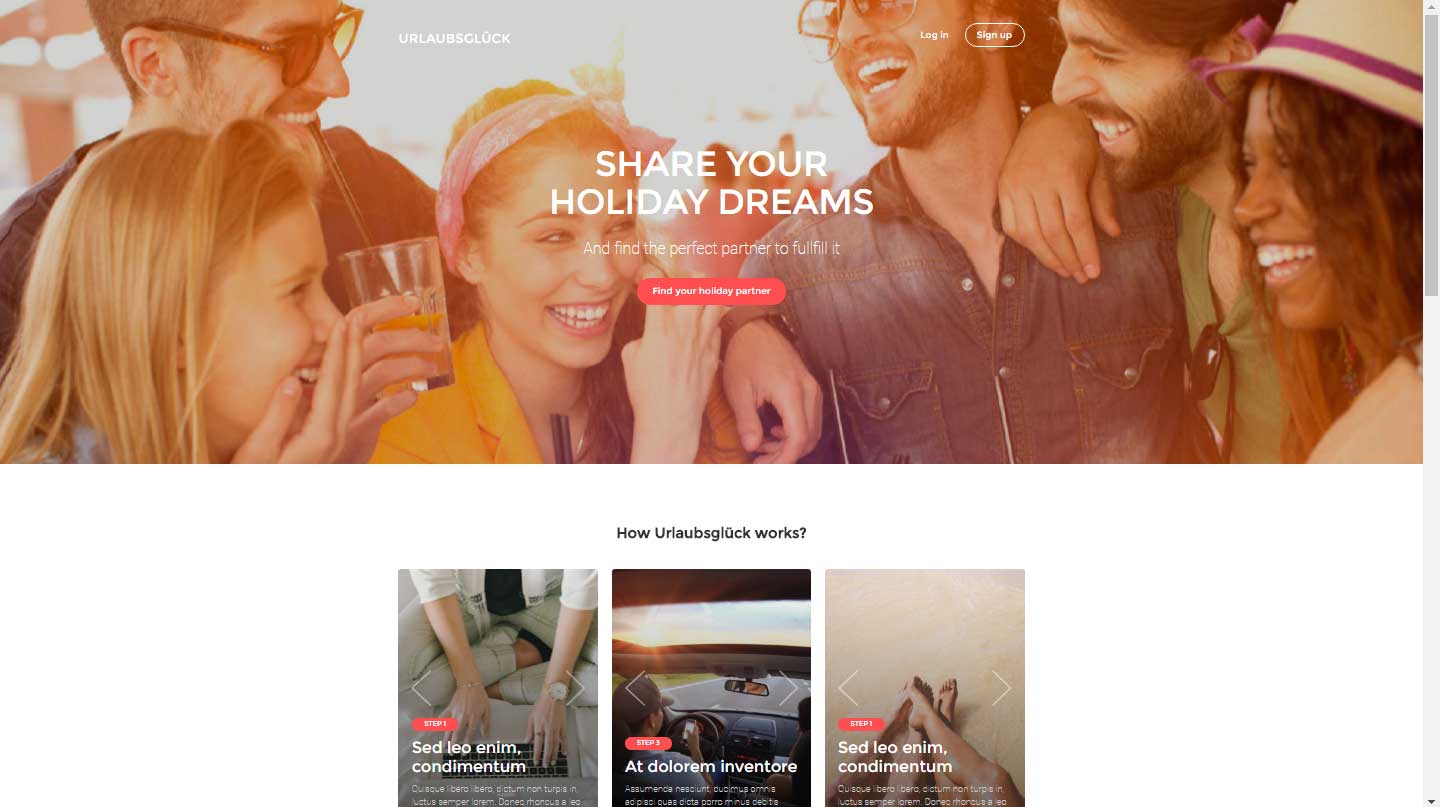 URLAUBSGLÜCK
Log in
Sign up
SHARE YOUR
HOLIDAY DREAMS
And find the perfect partner to fullfill it
Find your holiday partner
How Urlaubsglück works?
STEP 1
Sed leo enim,
condimentum
Quisque libero libero, dictum non turpis in,
luctus semper lorem. Donec rhoncus a leo
STEP 3
At dolorem inventore
Assumenda nesciunt, ducimus omnis
adipisci quas dicta porro minus debitis
STEP 1
Sed leo enim,
condimentum
Quisque libero libero, dictum non turpis in,
luctus semper lorem. Donec rhoncus a leo